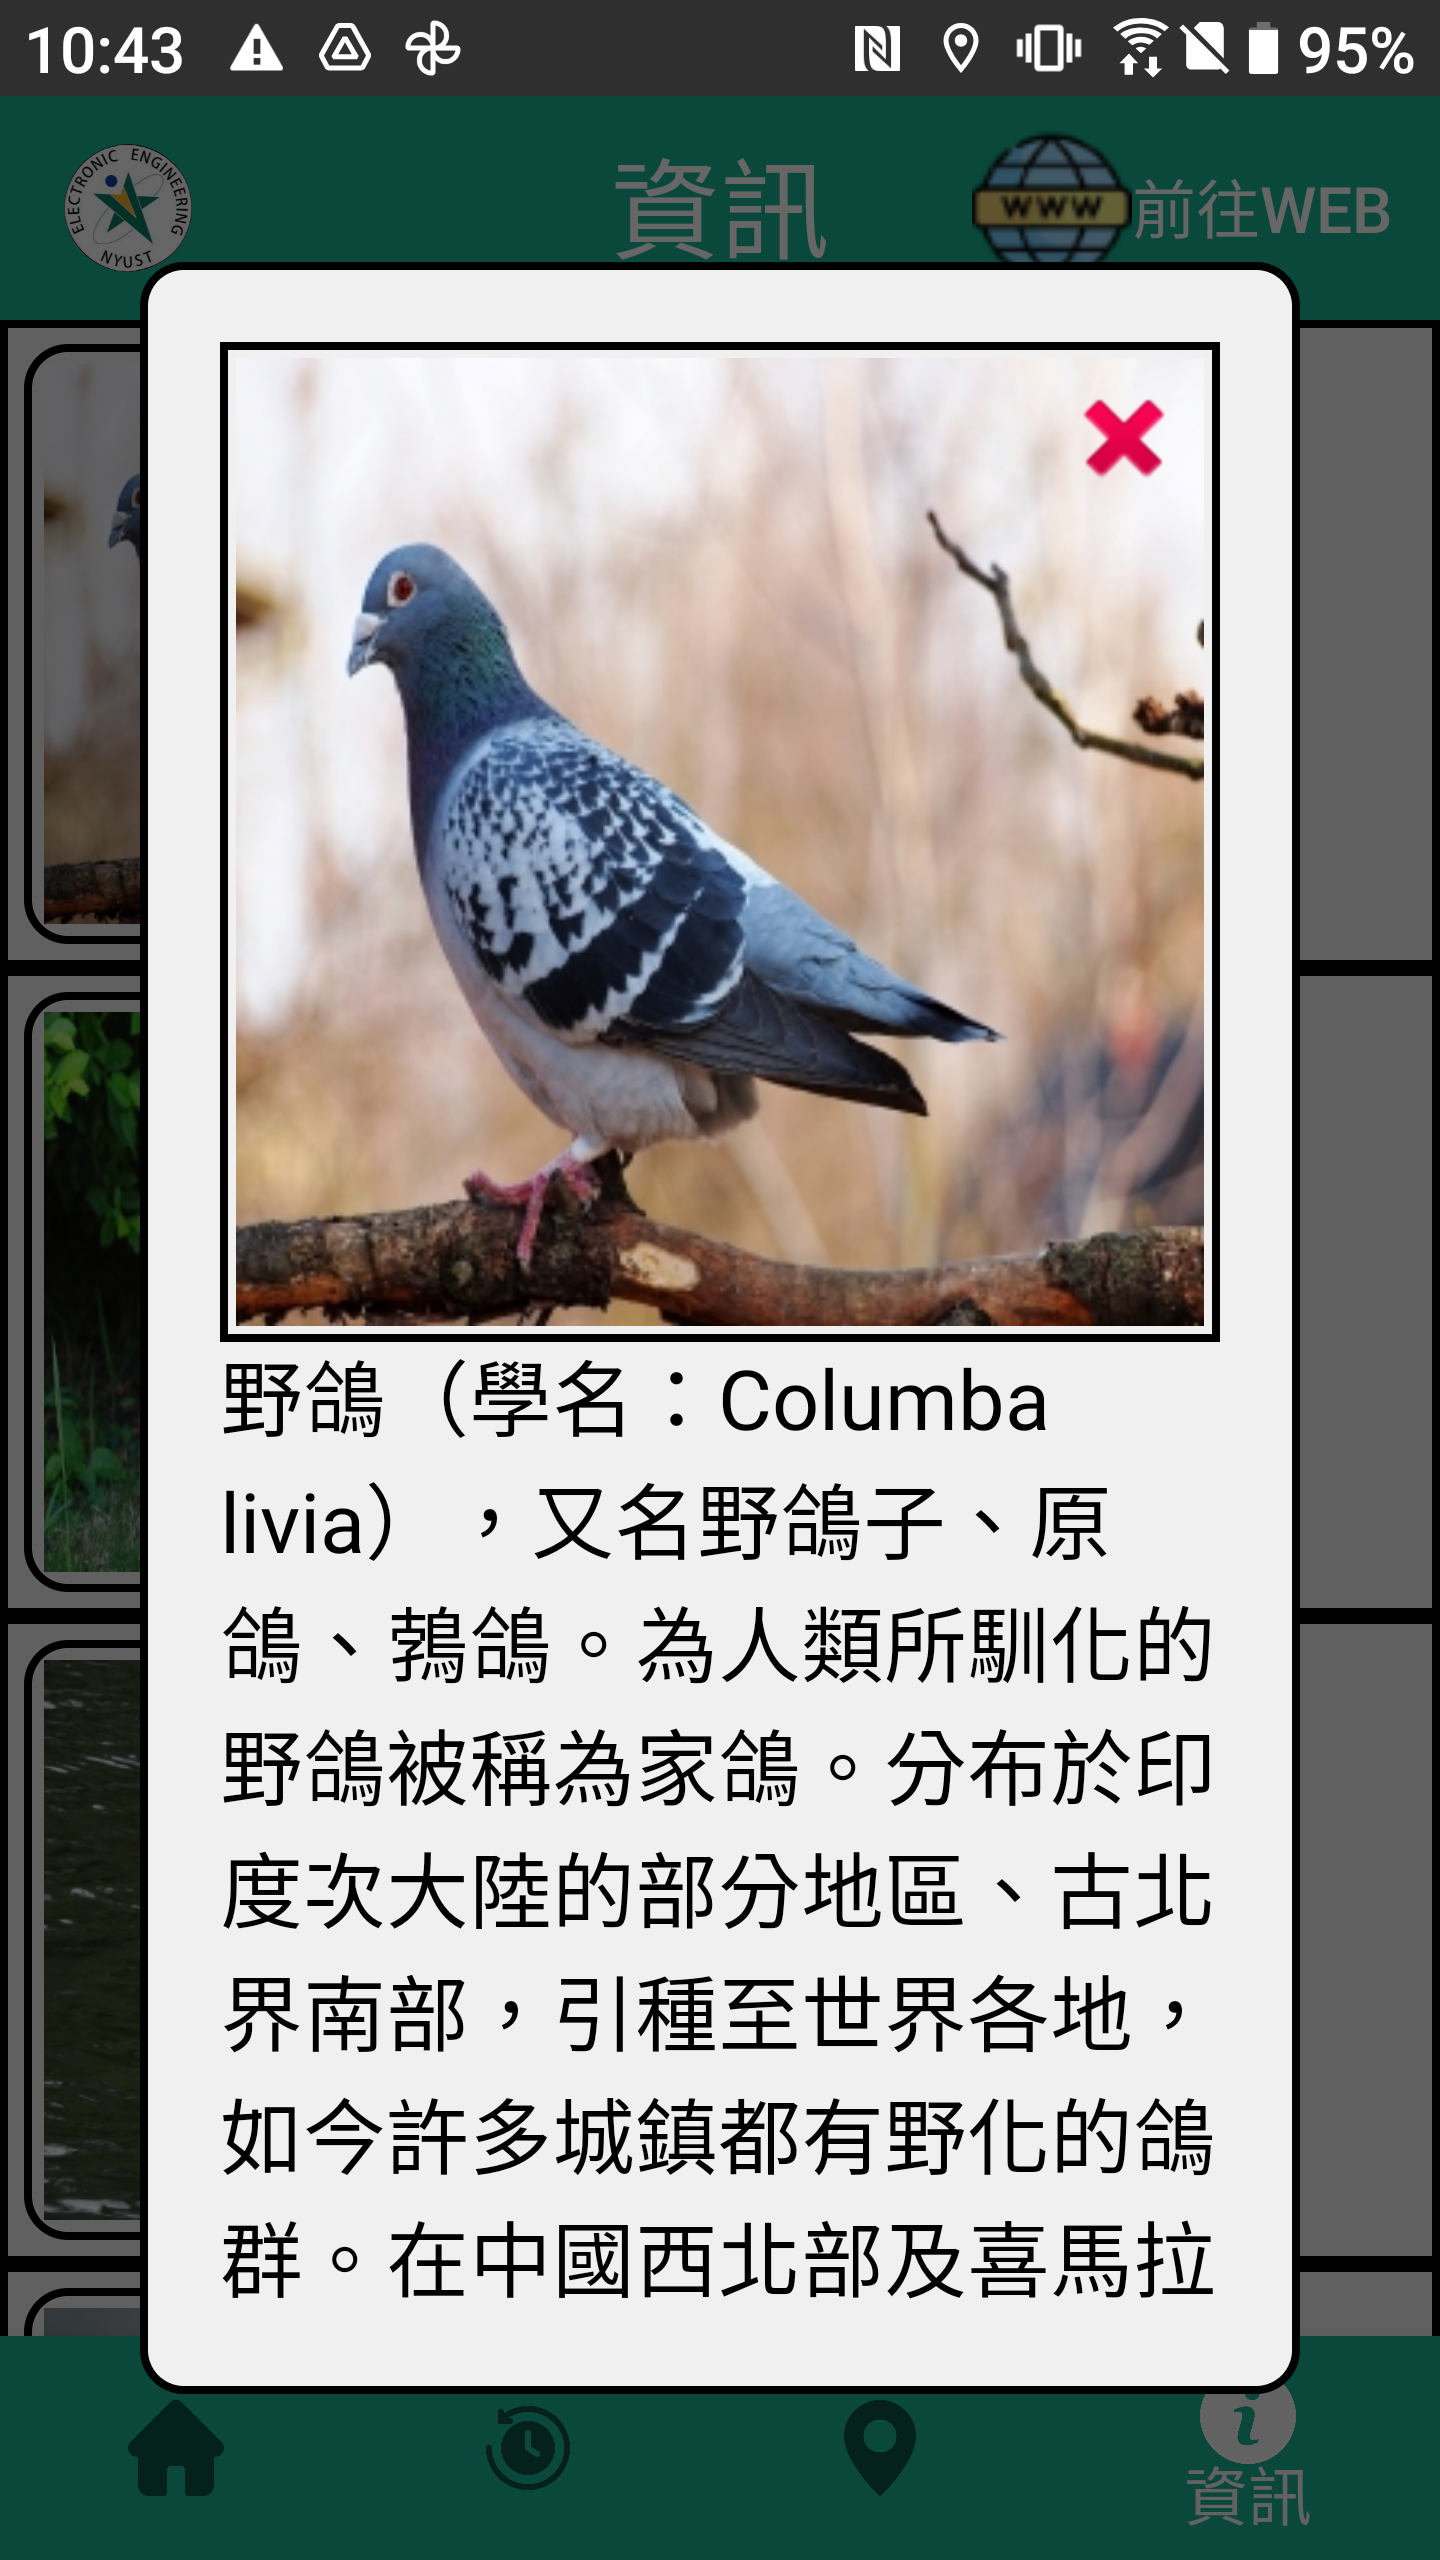 10:43
95%
ELECTRONIC ENGINEERING
NYUST
資訊
WWW
前往WEB
野鴿（學名：Columba
livia），又名野鴿子、原
鴿、鵓鴿。為人類所馴化的
野鴿被稱為家鴿。分布於印
度次大陸的部分地區、古北
界南部，引種至世界各地，
如今許多城鎮都有野化的鴿
群。在中國西北部及喜馬拉
資訊